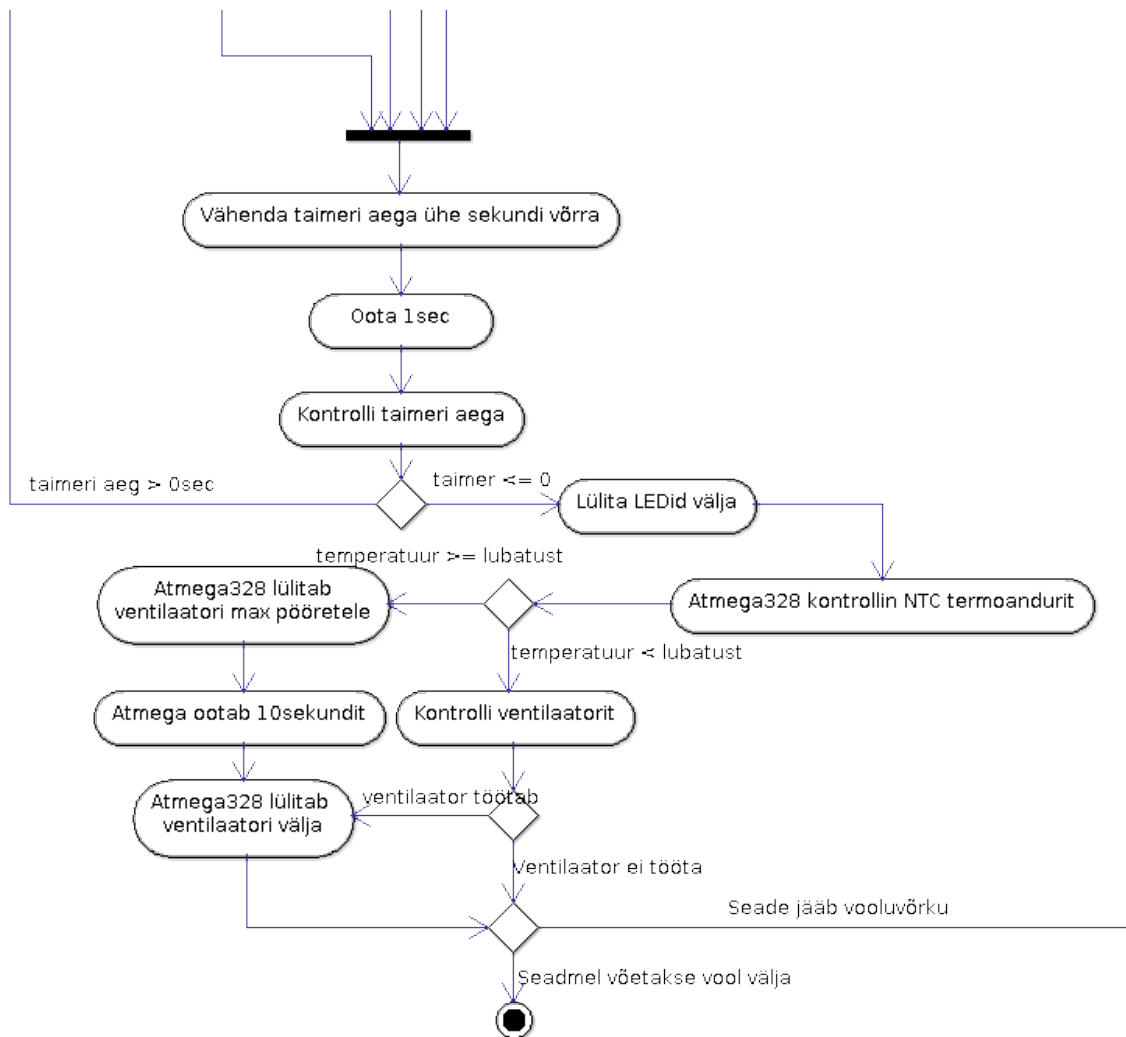 Vähenda taimeri aega ühe sekundi võrra
Oota 1sec
Kontrolli taimeri aega
taimeri aeg > 0sec
taimer <= 0
Lülita LEDid välja
temperatuur >= lubatust
Atmega328 lülitab
ventilaatori max pööretele
Atmega328 kontrollin NTC termoandurit
temperatuur < lubatust
Atmega ootab 10sekundit
Kontrolli ventilaatorit
ventilaator töötab
Atmega328 lülitab
ventilaatori välja
Ventilaator ei tööta
Seade jääb vooluvõrku
Seadmel võetakse vool välja